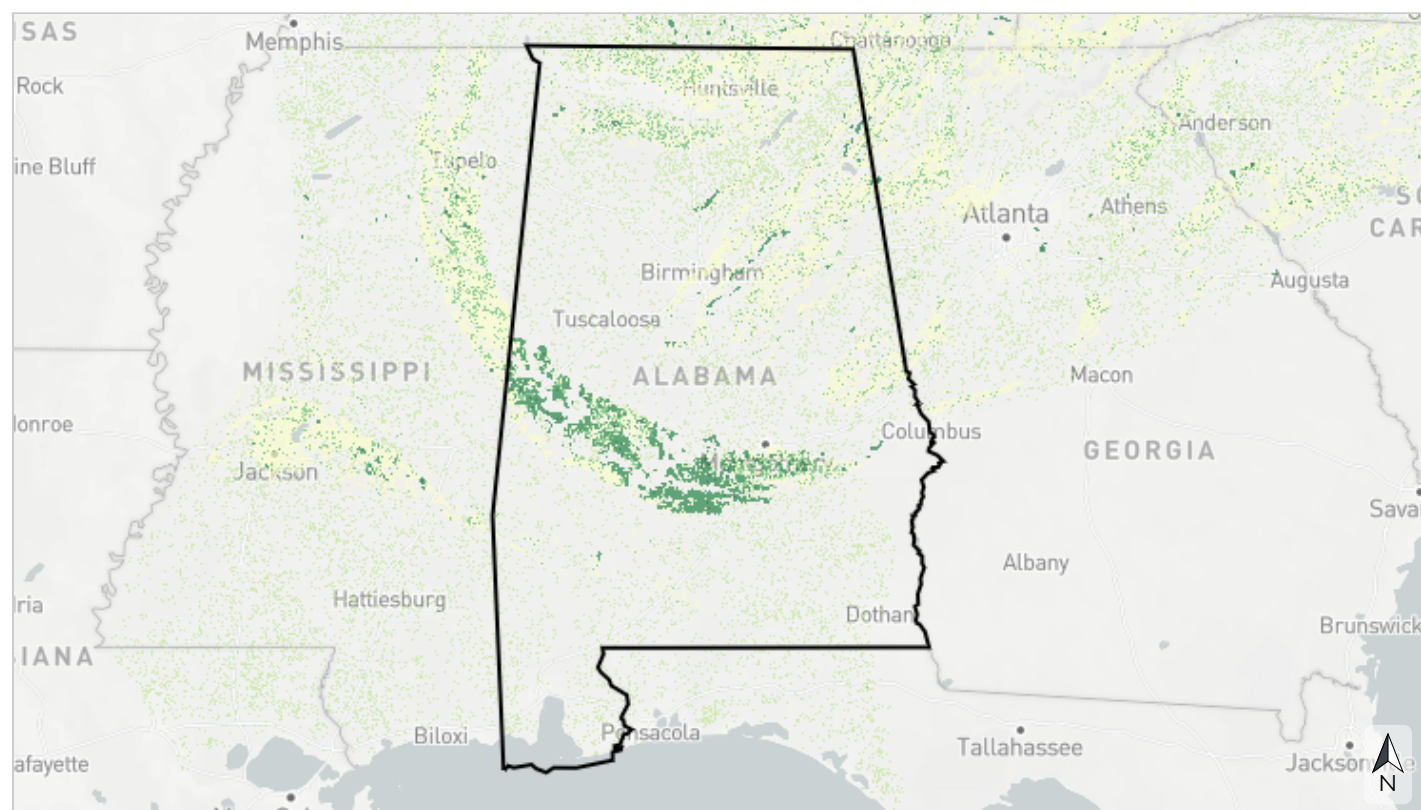 SAS
Memphis
Chattanooga
Rock
Huntsville
Anderson
ine Bluff
Tupelo
Atlanta
Athens
CAR
Birmingham
Augusta
Tuscaloosa
MISSISSIPPI
ALABAMA
Macon
onroe
Columbus
Jackson
Montgomery
GEORGIA
Sava
Albany
ria
Hattiesburg
Dothan
Brunswick
IANA
Biloxi
Pensacola
Tallahassee
afayette
Jackson
N